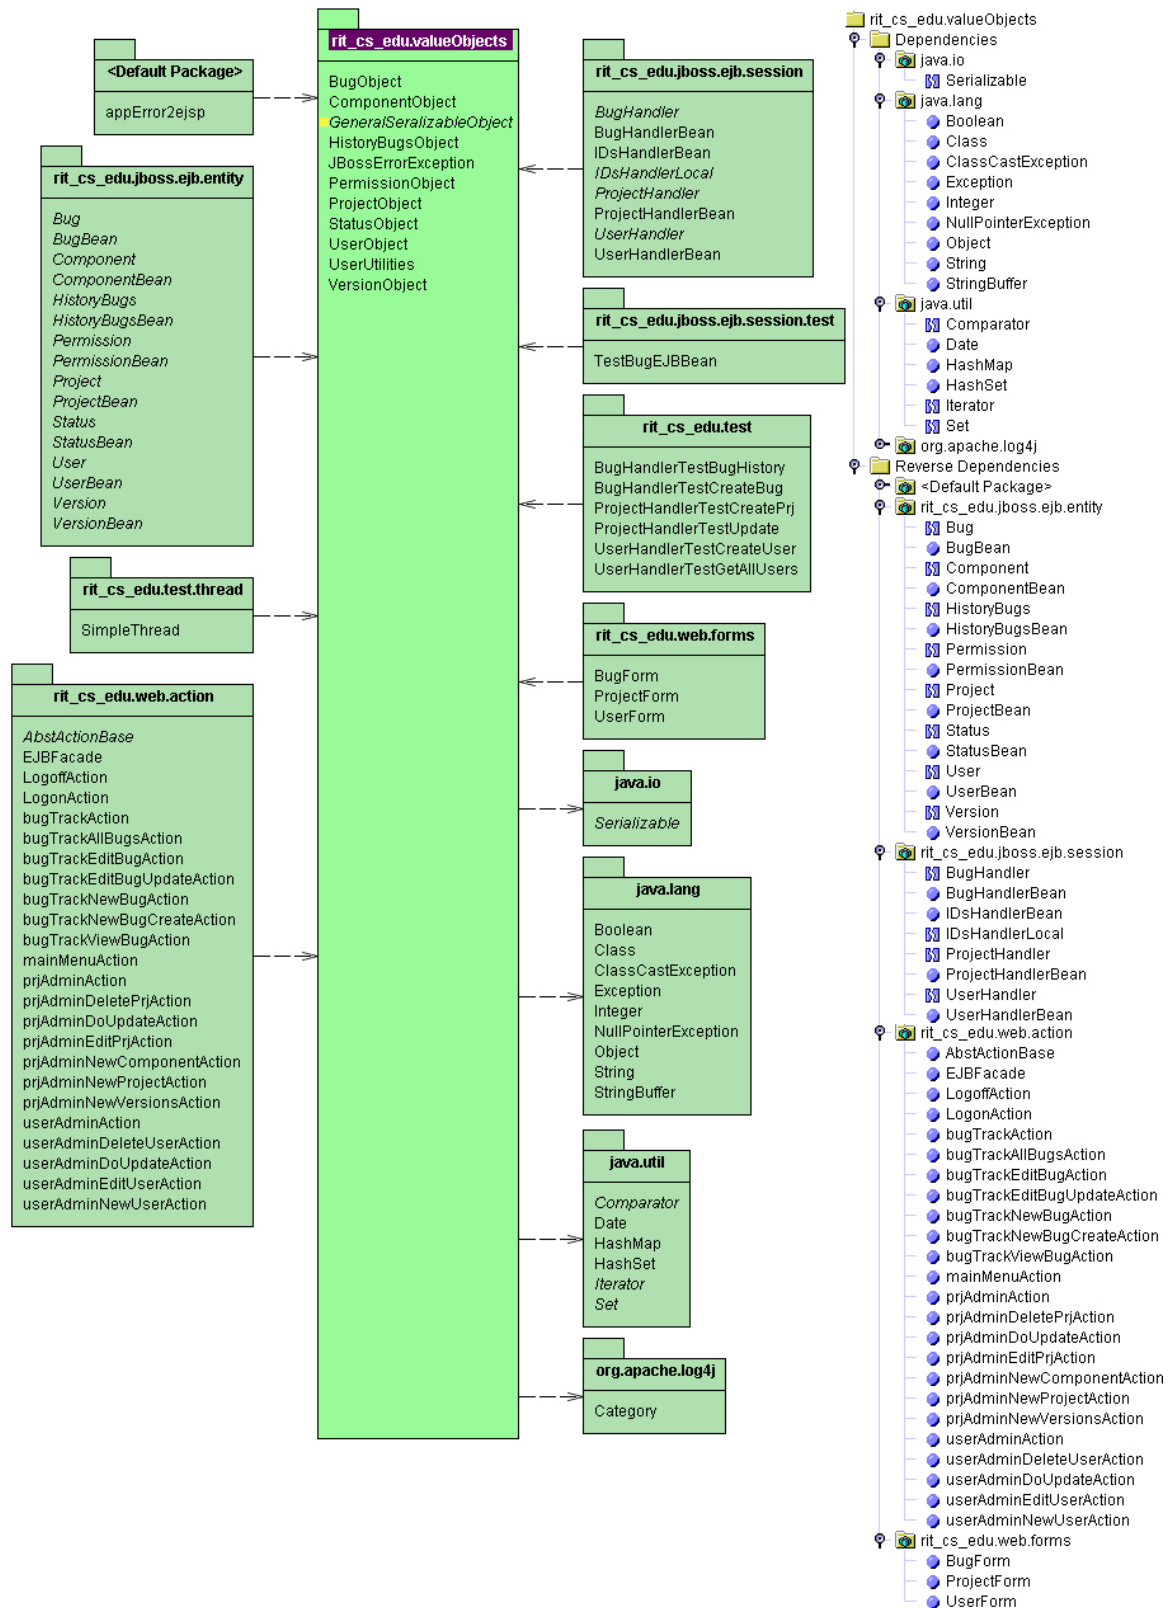 <Default Package>
appError2ejsp
rit_cs_edu.jboss.ejb.entity
Bug
BugBean
Component
ComponentBean
HistoryBugs
HistoryBugsBean
Permission
PermissionBean
Project
ProjectBean
Status
StatusBean
User
UserBean
Version
VersionBean
rit_cs_edu.test.thread
SimpleThread
rit_cs_edu.web.action
AbstActionBase
EJBFacade
LogoffAction
LogonAction
bugTrackAction
bugTrackAllBugsAction
bugTrackEditBugAction
bugTrackEditBugUpdateAction
bugTrackNewBugAction
bugTrackNewBugCreateAction
bugTrackViewBugAction
mainMenuAction
prjAdminAction
prjAdminDeletePrjAction
prjAdminDoUpdateAction
prjAdminEditPrjAction
prjAdminNewComponentAction
prjAdminNewProjectAction
prjAdminNewVersionsAction
userAdminAction
userAdminDeleteUserAction
userAdminDoUpdateAction
userAdminEditUserAction
userAdminNewUserAction
rit_cs_edu.valueObjects
BugObject
ComponentObject
GeneralSeralizableObject
HistoryBugsObject
JBossErrorException
PermissionObject
ProjectObject
StatusObject
UserObject
UserUtilities
VersionObject
rit_cs_edu.jboss.ejb.session
BugHandler
BugHandlerBean
IDsHandlerBean
IDsHandlerLocal
ProjectHandler
ProjectHandlerBean
UserHandler
UserHandlerBean
rit_cs_edu.jboss.ejb.session.test
TestBugEJBBean
rit_cs_edu.test
BugHandlerTestBugHistory
BugHandlerTestCreateBug
ProjectHandlerTestCreatePrj
ProjectHandlerTestUpdate
UserHandlerTestCreateUser
UserHandlerTestGetAllUsers
rit_cs_edu.web.forms
BugForm
ProjectForm
UserForm
java.io
Serializable
java.lang
Boolean
Class
ClassCastException
Exception
Integer
NullPointerException
Object
String
StringBuffer
java.util
Comparator
Date
HashMap
HashSet
Iterator
Set
org.apache.log4j
Category
rit_cs_edu.valueObjects
Dependencies
java.io
Serializable
java.lang
Boolean
Class
ClassCastException
Exception
Integer
NullPointerException
Object
String
StringBuffer
java.util
Comparator
Date
HashMap
HashSet
Iterator
Set
org.apache.log4j
Reverse Dependencies
<Default Package>
rit_cs_edu.jboss.ejb.entity
Bug
BugBean
Component
ComponentBean
HistoryBugs
HistoryBugsBean
Permission
PermissionBean
Project
ProjectBean
Status
StatusBean
User
UserBean
Version
VersionBean
rit_cs_edu.jboss.ejb.session
BugHandler
BugHandlerBean
IDsHandlerBean
IDsHandlerLocal
ProjectHandler
ProjectHandlerBean
UserHandler
UserHandlerBean
rit_cs_edu.web.action
AbstActionBase
EJBFacade
LogoffAction
LogonAction
bugTrackAction
bugTrackAllBugsAction
bugTrackEditBugAction
bugTrackEditBugUpdateAction
bugTrackNewBugAction
bugTrackNewBugCreateAction
bugTrackViewBugAction
mainMenuAction
prjAdminAction
prjAdminDeletePrjAction
prjAdminDoUpdateAction
prjAdminEditPrjAction
prjAdminNewComponentAction
prjAdminNewProjectAction
prjAdminNewVersionsAction
userAdminAction
userAdminDeleteUserAction
userAdminDoUpdateAction
userAdminEditUserAction
userAdminNewUserAction
rit_cs_edu.web.forms
BugForm
ProjectForm
UserForm